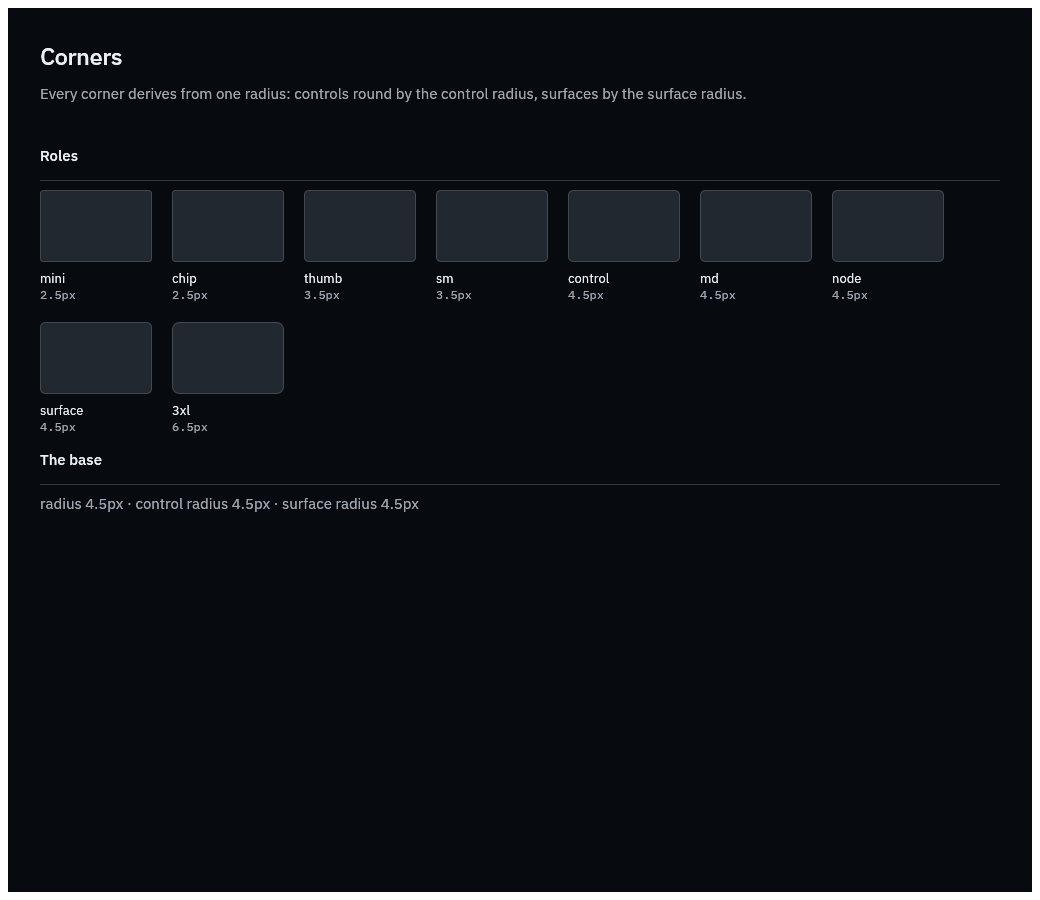 Corners
Every corner derives from one radius: controls round by the control radius, surfaces by the surface radius.
Roles
mini chip thumb sm control md node
2.5px 2.5px 3.5px 3.5px 4.5px 4.5px 4.5px
surface 3xl
4.5px 6.5px
The base
radius 4.5px · control radius 4.5px · surface radius 4.5px